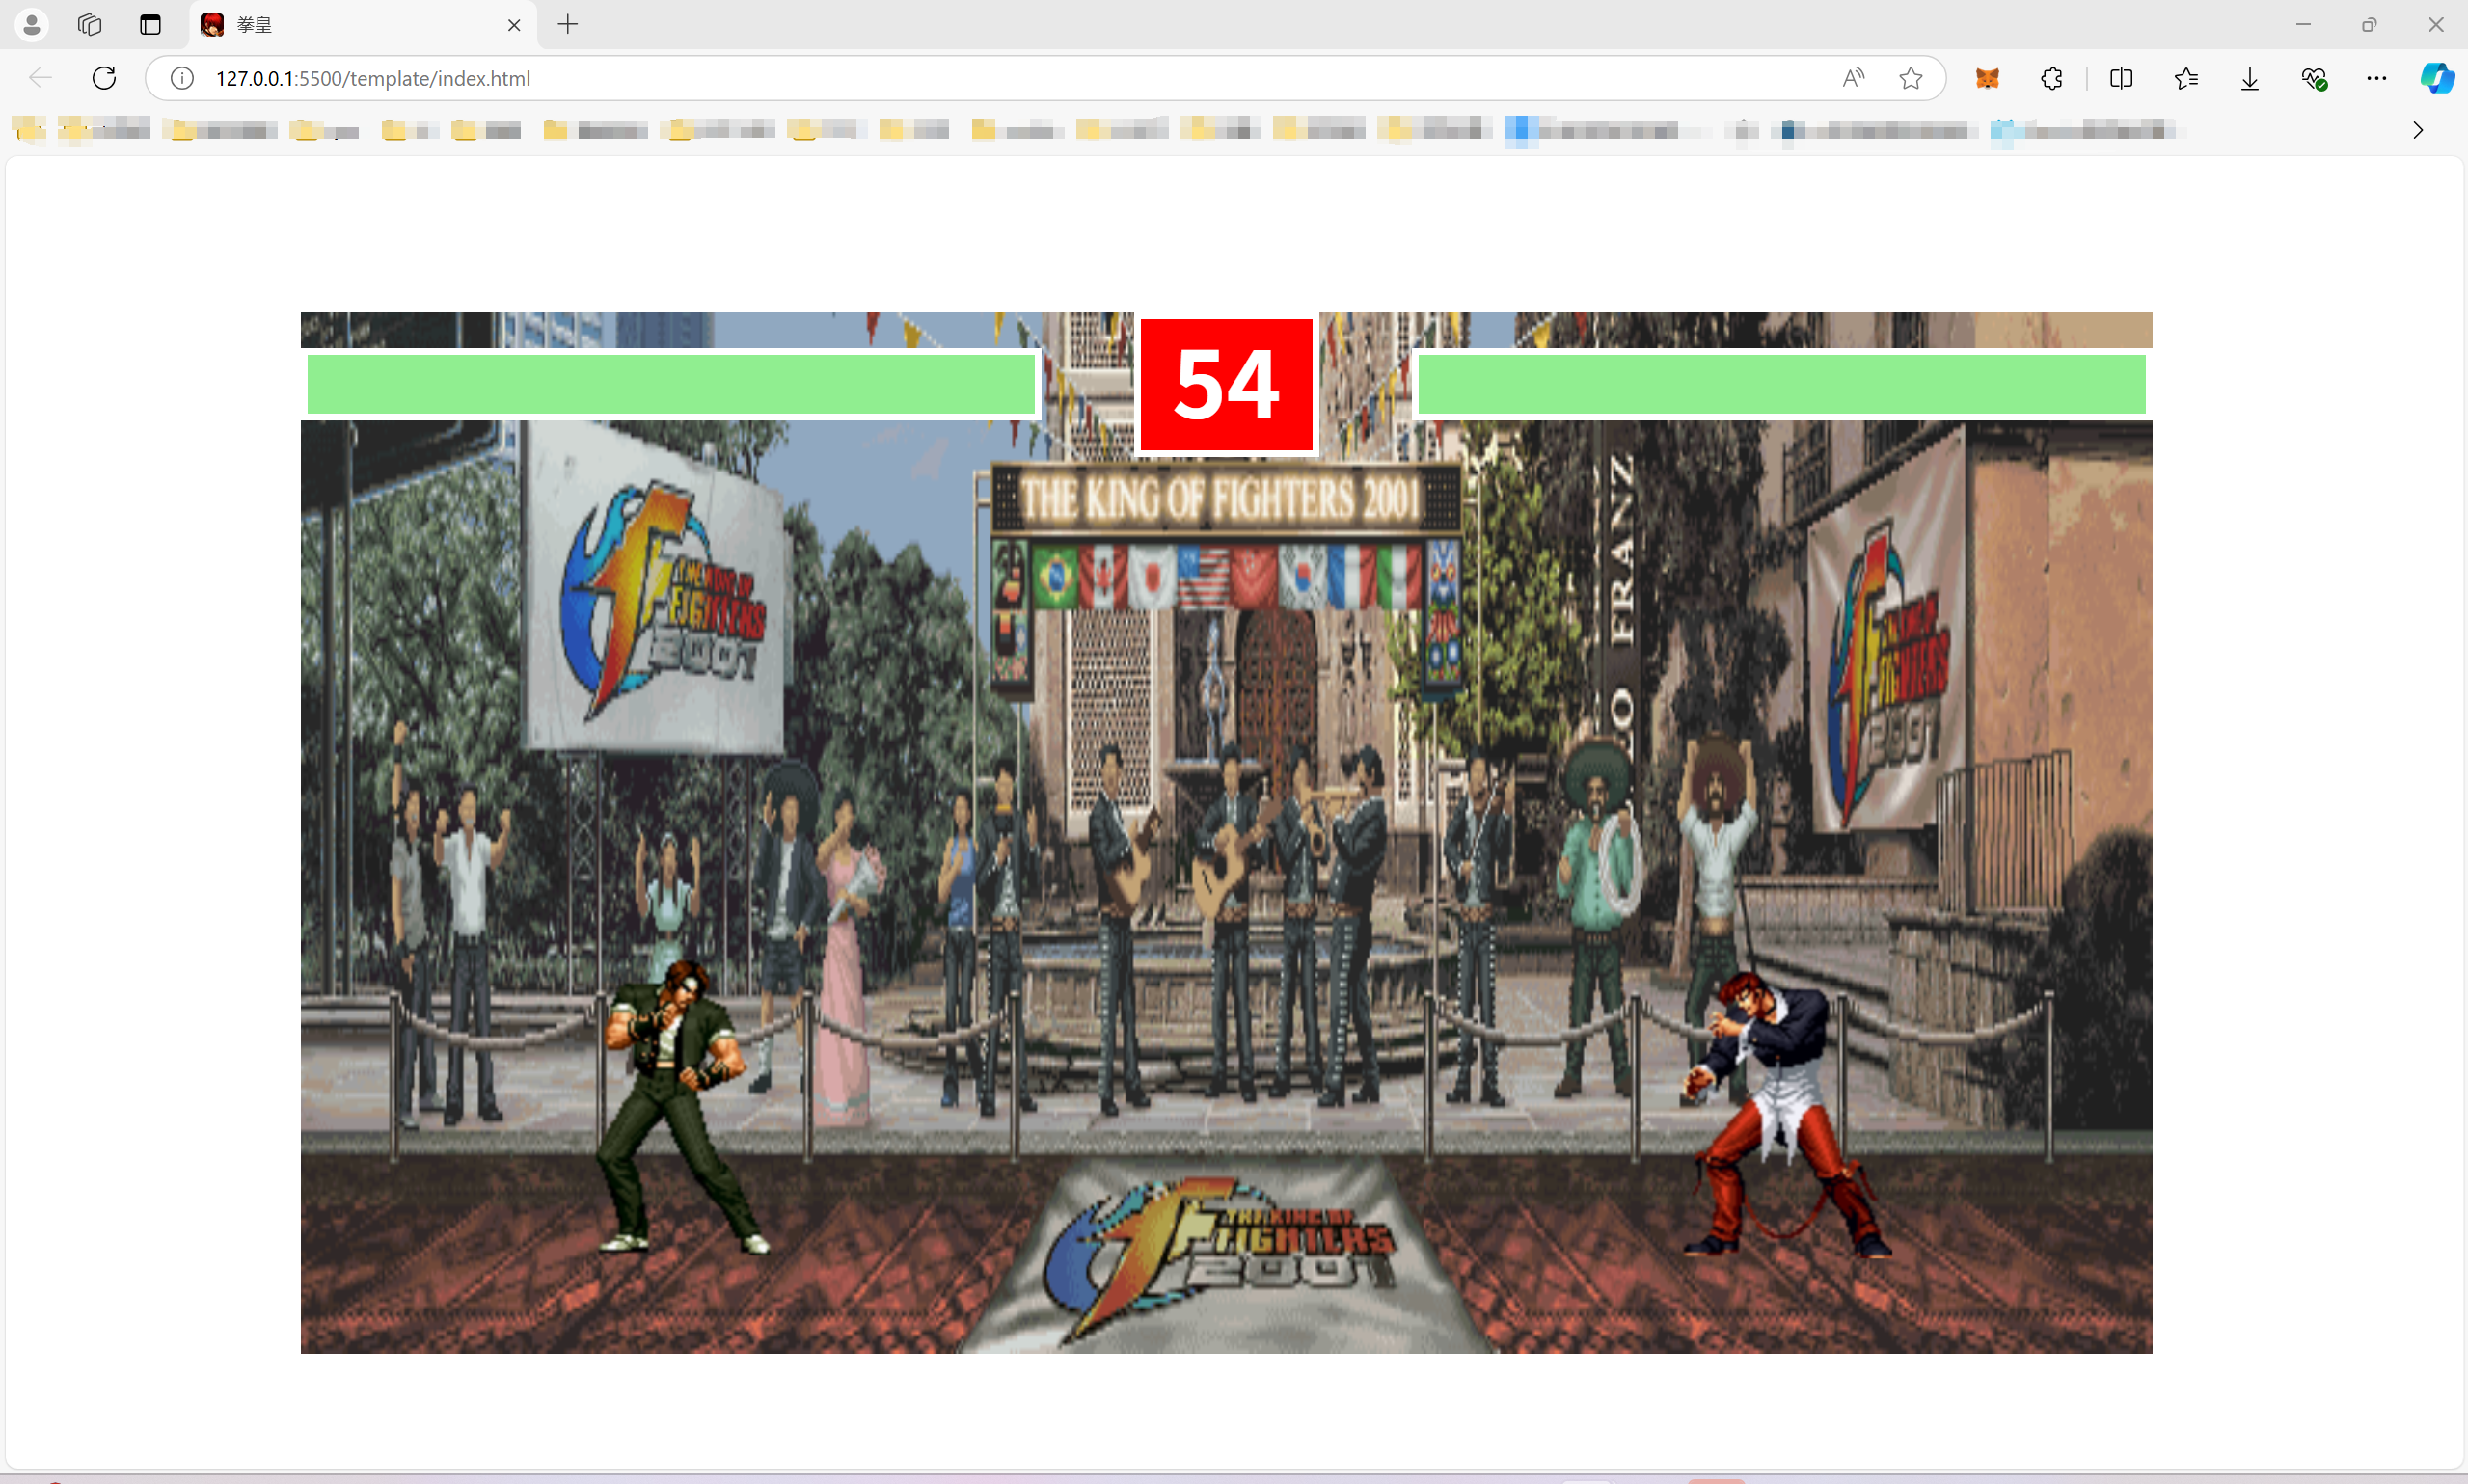 拳皇
127.0.0.1:5500/template/index.html
54
THE KING OF FIGHTERS 2001
THE KING OF
FIGHTERS
2001
FRANZ
THE KING OF
FIGHTERS
2001
THE KING OF
FIGHTERS
2001